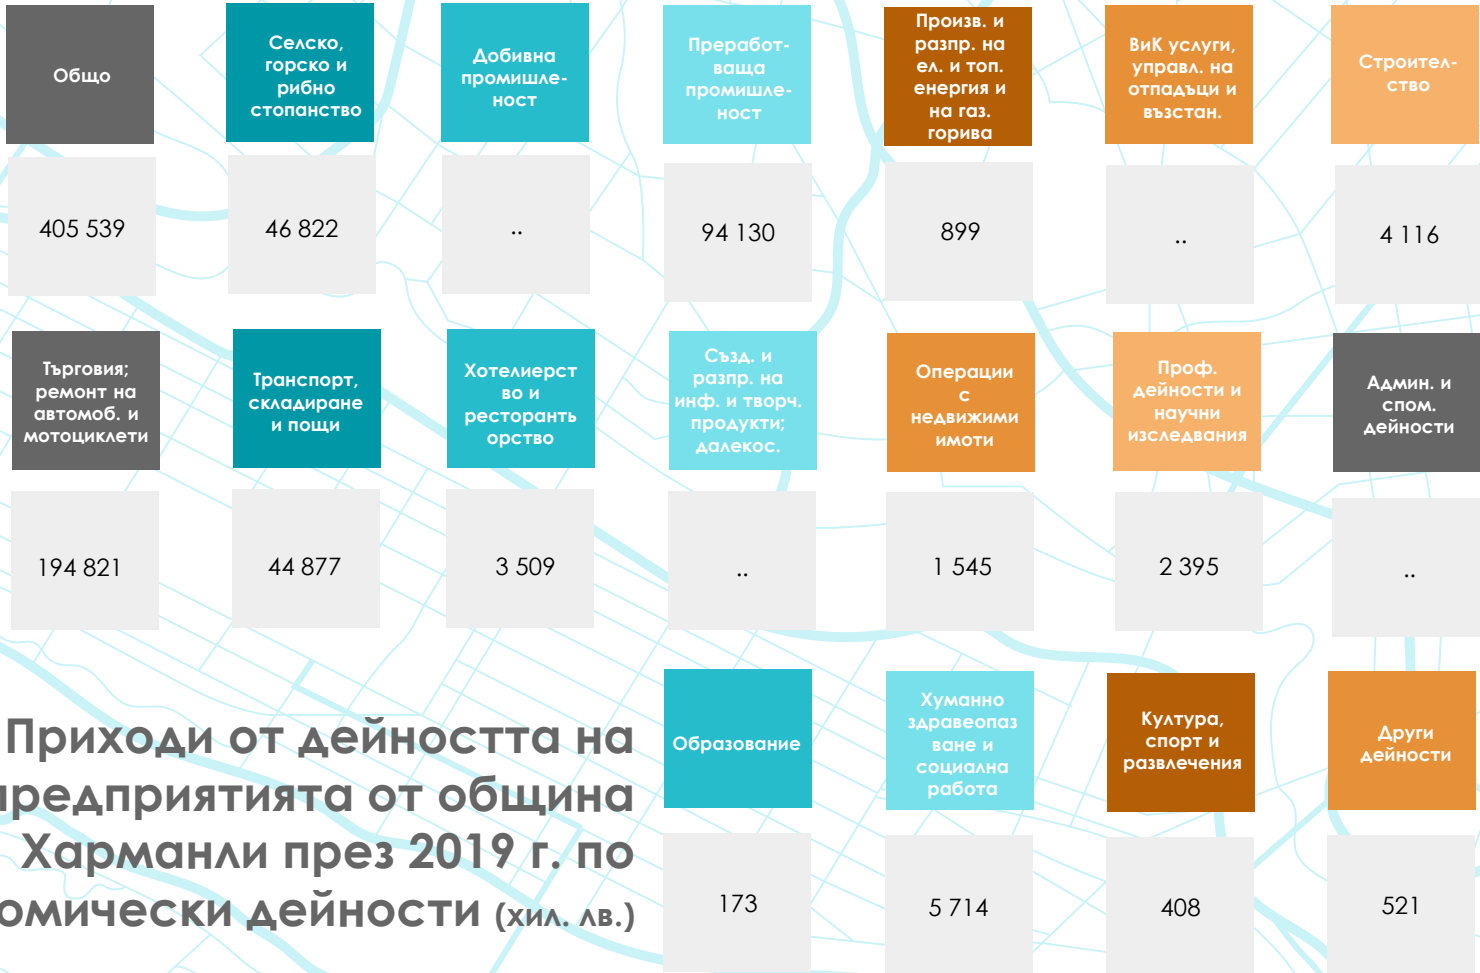 Общо
Селско,
горско и
рибно
стопанство
Добивна
промишле-
ност
Преработ-
ваща
промишле-
ност
Произв. и
разпр. на
ел. и топ.
енергия и
на газ.
горива
ВиК услуги,
управл. на
отпадъци и
възстан.
Строител-
ство
405 539
46 822
..
94 130
899
..
4 116
Търговия;
ремонт на
автомоб. и
мотоциклети
Транспорт,
складиране
и пощи
Хотелиерст
во и
ресторантъ
орство
Създ. и
разпр. на
инф. и творч.
продукти;
далекос.
Операции
с
недвижими
имоти
Проф.
дейности и
научни
изследвания
Админ. и
спом.
дейности
194 821
44 877
3 509
..
1 545
2 395
..
Образование
Хуманно
здравеопаз
ване и
социална
работа
Култура,
спорт и
развлечения
Други
дейности
173
5 714
408
521
Приходи от дейността на
предприятията от община
Харманли през 2019 г. по
омически дейности (хил. лв.)